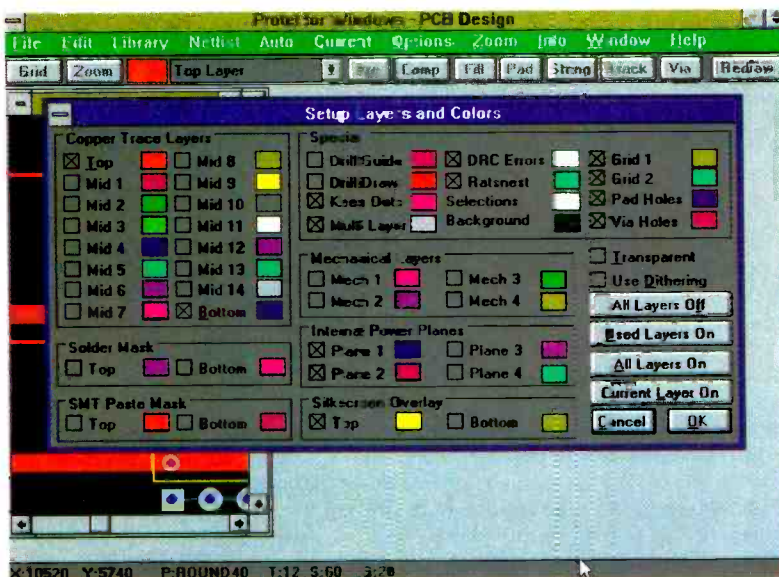 Protel for Windows - PCB Design
File Edit Library Netlist Auto Current Options Zoom Info Window Help
Grid Zoom Top Layer Arc Comp Fill Pad String Track Via Redraw
Setup Layers and Colors
Copper Trace Layers
Top Mid 8
Mid 1 Mid 9
Mid 2 Mid 10
Mid 3 Mid 11
Mid 4 Mid 12
Mid 5 Mid 13
Mid 6 Mid 14
Mid 7 Bottom
Solder Mask
Top Bottom
SMT Paste Mask
Top Bottom
Special
Drill Guide DRC Errors Grid 1
Drill Draw Ratsnest Grid 2
Keep Out Selections Pad Holes
Multi Layer Background Via Holes
Mechanical Layers
Mech 1 Mech 3
Mech 2 Mech 4
Internal Power Planes
Plane 1 Plane 3
Plane 2 Plane 4
Silkscreen Overlay
Top Bottom
Transparent
Use Dithering
All Layers Off
Used Layers On
All Layers On
Current Layer On
Cancel OK
X:10520 Y:5740 P:ROUND40 T:12 S:60 G:20